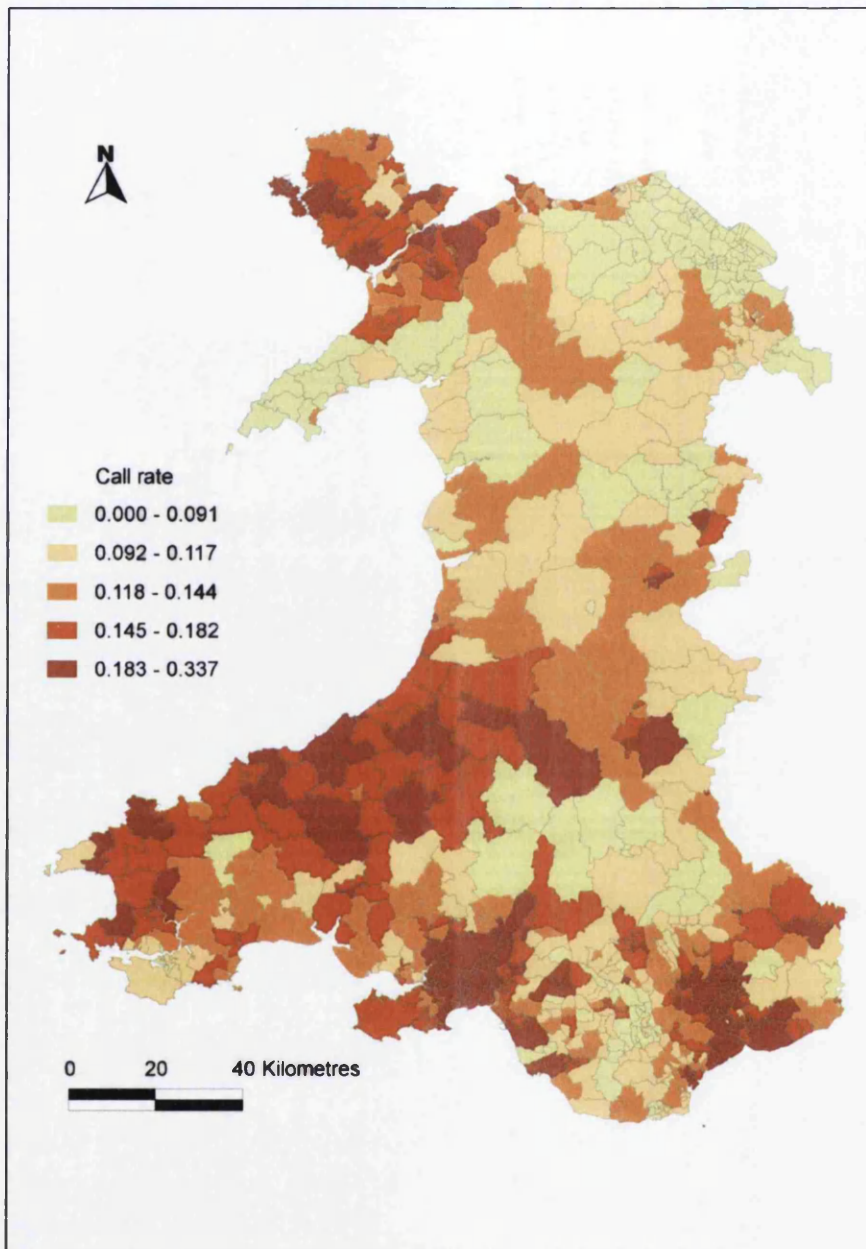 N
Call rate
0.000 - 0.091
0.092 - 0.117
0.118 - 0.144
0.145 - 0.182
0.183 - 0.337
0 20 40 Kilometres